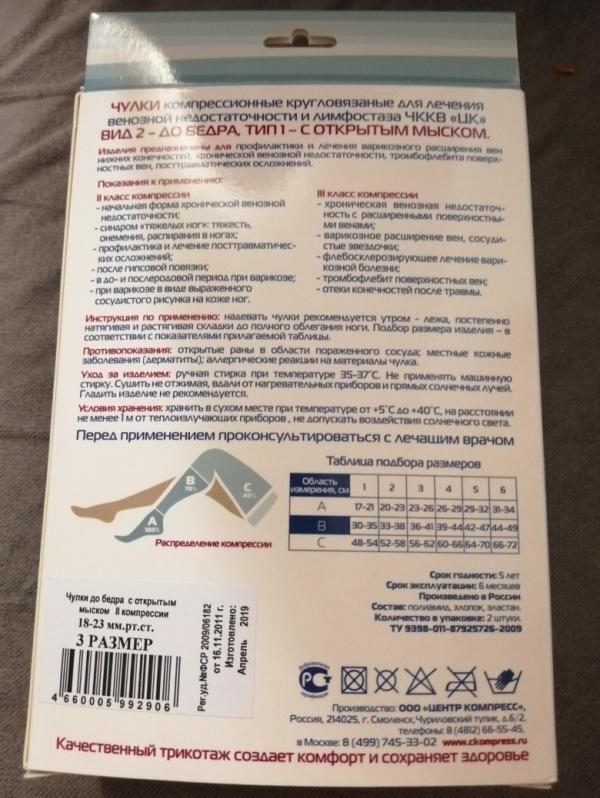 ЧУЛКИ компрессионные кругловязаные для лечения
венозной недостаточности и лимфостаза ЧККВ «ЦК»
ВИД 2 – ДО БЕДРА, ТИП 1 – С ОТКРЫТЫМ МЫСКОМ.
Изделия предназначены для профилактики и лечения варикозного расширения вен
нижних конечностей, хронической венозной недостаточности, тромбофлебита поверх-
ностных вен, посттравматических осложнений.
Показания к применению:
II класс компрессии
- начальная форма хронической венозной
недостаточности;
- синдром «тяжелых ног»: тяжесть,
онемения, распирания в ногах;
- профилактика и лечение посттравматичес-
ких осложнений;
- после гипсовой повязки;
- в до- и послеродовой период при варикозе;
- при варикозе в виде выраженного
сосудистого рисунка на коже ног.
III класс компрессии
- хроническая венозная недостаточ-
ность с расширенными поверхностны-
ми венами;
- варикозное расширение вен, сосудис-
тые звездочки;
- флебосклерозирующее лечение вари-
козной болезни;
- тромбофлебит поверхностных вен;
- отеки конечностей после травмы.
Инструкция по применению: надевать чулки рекомендуется утром – лежа, постепенно
натягивая и растягивая складки до полного облегания ноги. Подбор размера изделия – в
соответствии с показателями прилагаемой таблицы.
Противопоказания: открытые раны в области пораженного сосуда; местные кожные
заболевания (дерматиты); аллергические реакции на материалы чулка.
Уход за изделием: ручная стирка при температуре 35-37°С. Не применять машинную
стирку. Сушить не отжимая, вдали от нагревательных приборов и прямых солнечных лучей.
Гладить изделие не рекомендуется.
Условия хранения: хранить в сухом месте при температуре от +5°С до +40°С, на расстоянии
не менее 1 м от теплоизлучающих приборов , не допускать воздействия солнечного света.
Перед применением проконсультироваться с лечащим врачом
A
100%
B
70%
C
40%
Распределение компрессии
Таблица подбора размеров
Область измерения, см 1 2 3 4 5 6
A 17-21 20-23 23-26 26-29 29-32 31-34
B 30-35 33-38 36-41 39-44 42-47 44-49
C 48-54 52-58 56-62 60-66 64-70 66-72
Срок годности: 5 лет
Срок эксплуатации: 6 месяцев
Произведено в России
Состав: полиамид, хлопок, эластан.
Количество в упаковке: 2 штуки.
ТУ 9398-011-87925726-2009
Чулки до бедра с открытым
мыском II компрессии
18-23 мм.рт.ст.
3 РАЗМЕР
4 660005 992906
Рег.уд.№ФСР 2009/06182
от 16.11.2011 г.
Изготовлено:
Апрель 2019
РСТ
Производство: ООО «ЦЕНТР КОМПРЕСС»,
Россия, 214025, г. Смоленск, Чуриловский тупик, д.6/2,
телефоны: 8 (4812) 66-55-45,
в Москве: 8 (499) 745-33-02 www.ckompress.ru
Качественный трикотаж создает комфорт и сохраняет здоровье